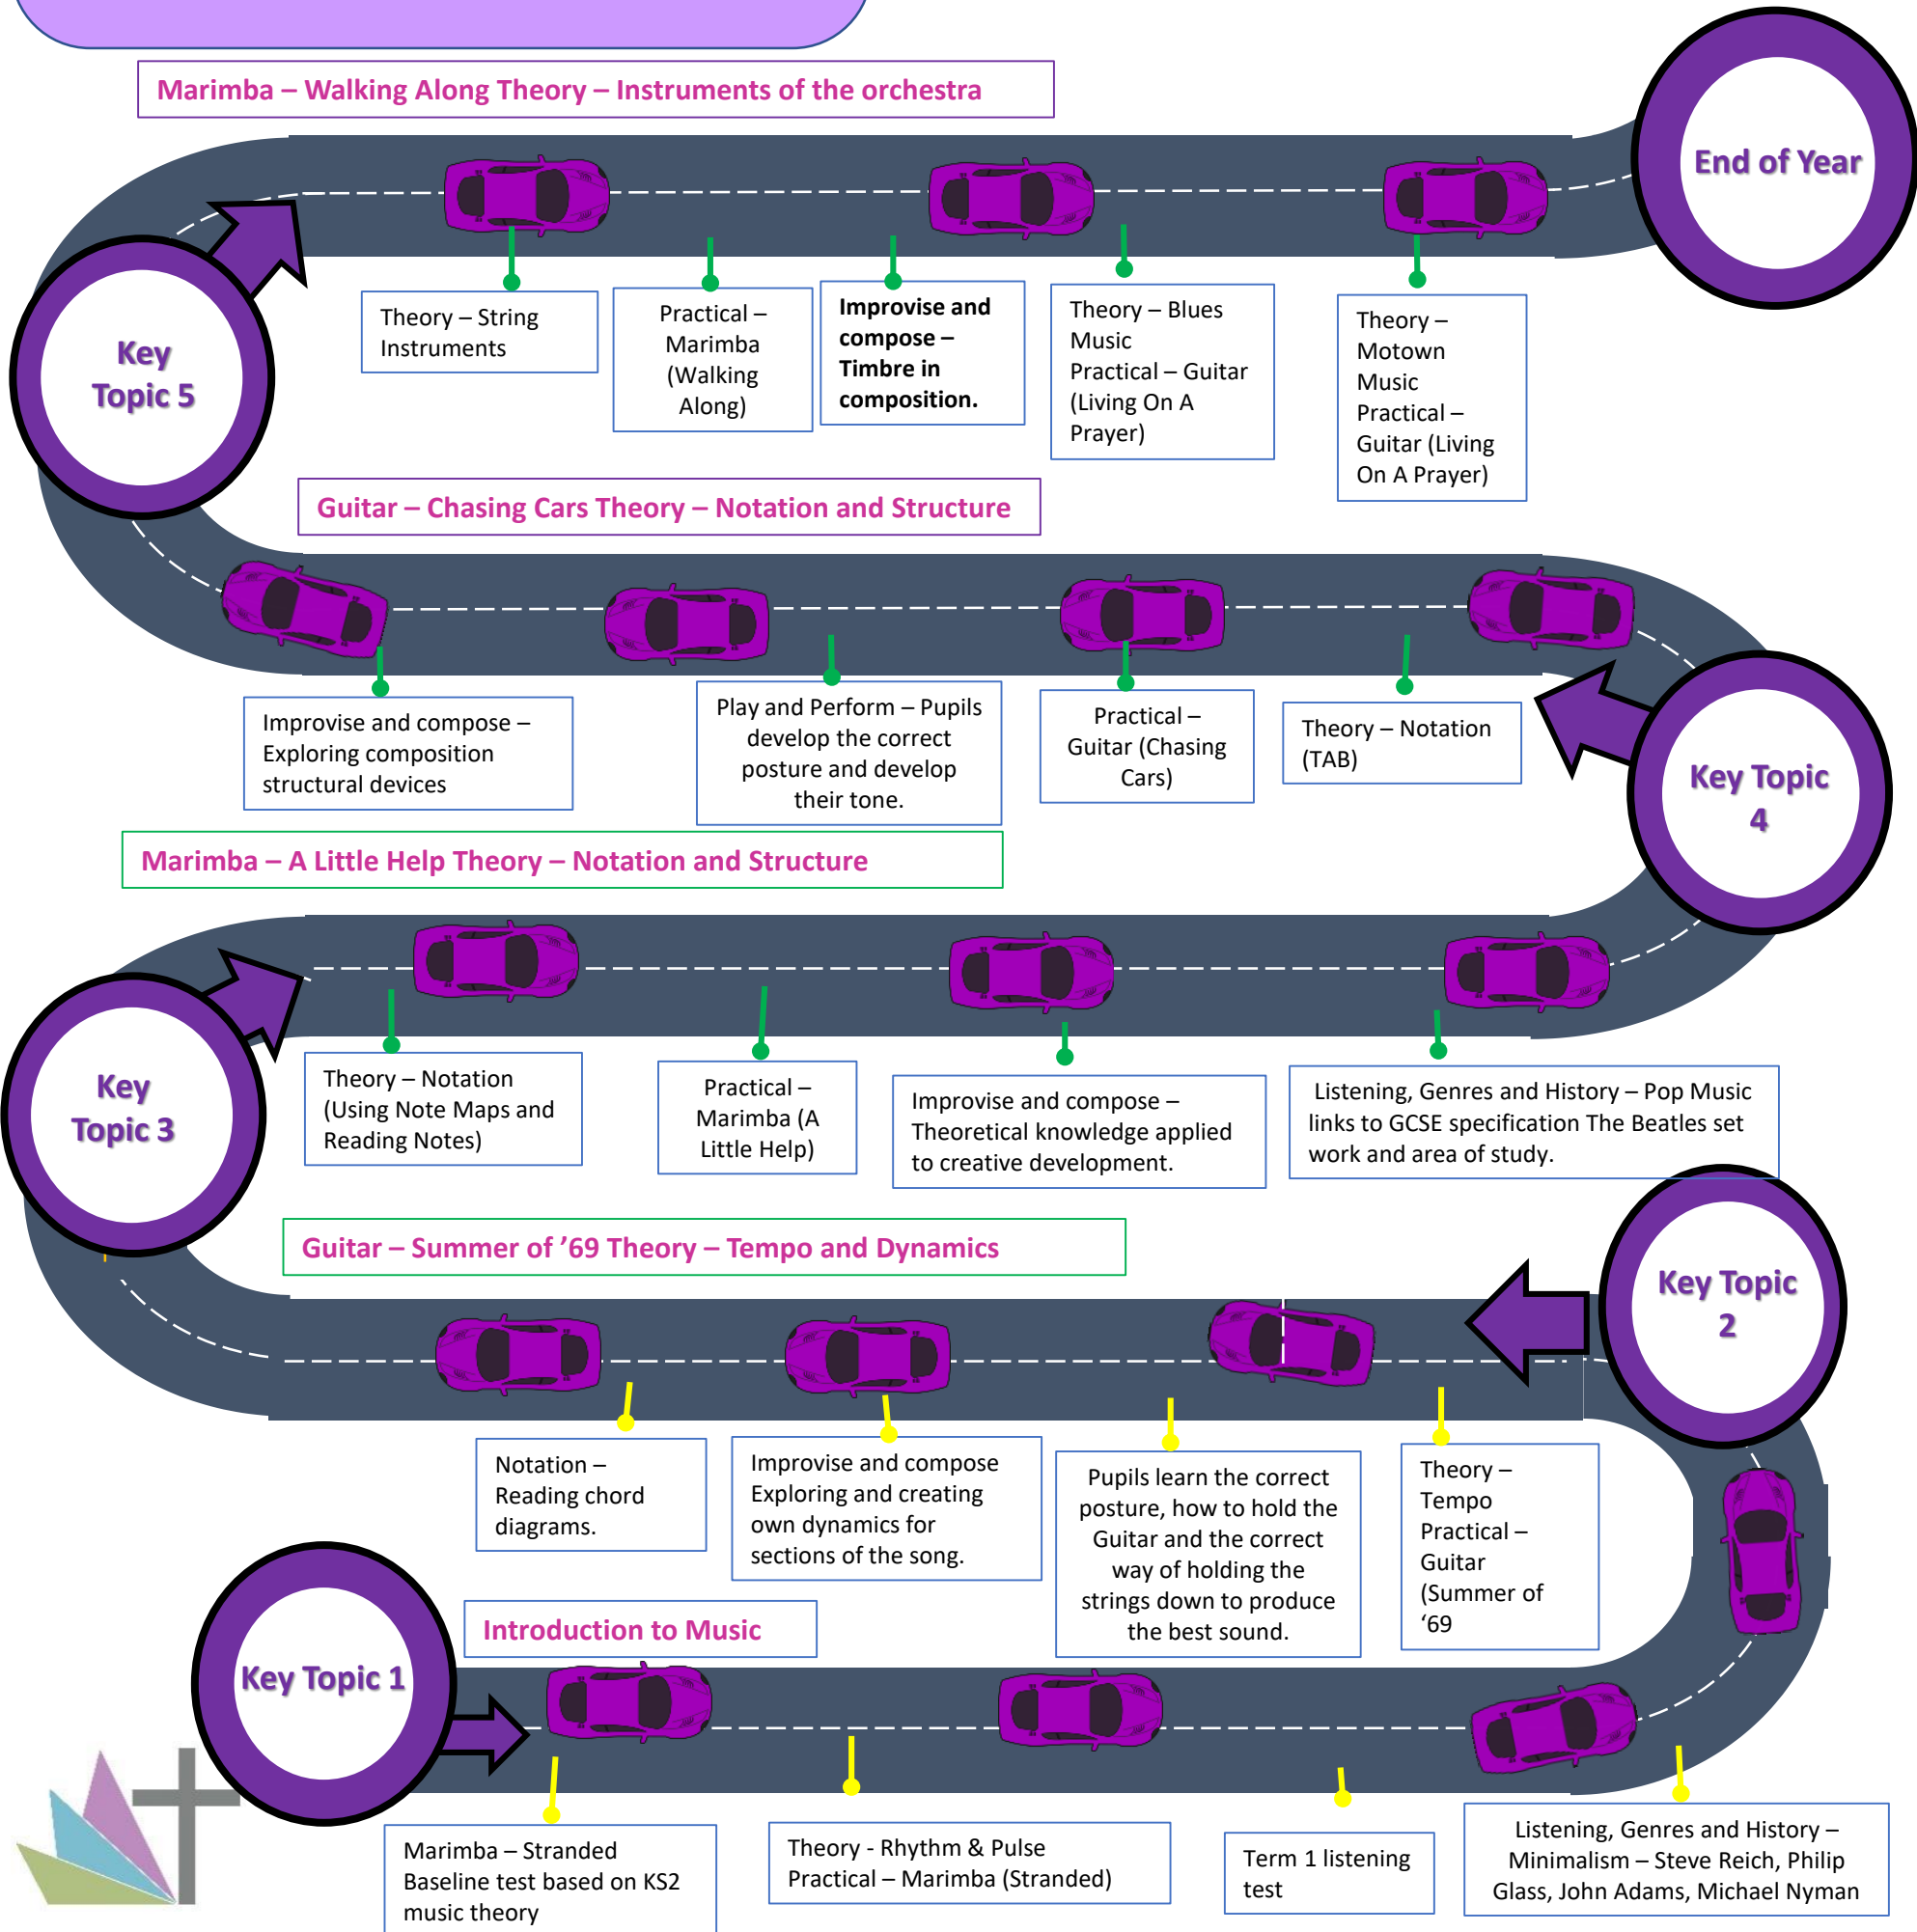 Marimba – Walking Along Theory – Instruments of the orchestra
End of Year
Key
Topic 5
Theory – String
Instruments
Practical –
Marimba
(Walking
Along)
Improvise and
compose –
Timbre in
composition.
Theory – Blues
Music
Practical – Guitar
(Living On A
Prayer)
Theory –
Motown
Music
Practical –
Guitar (Living
On A Prayer)
Guitar – Chasing Cars Theory – Notation and Structure
Improvise and compose –
Exploring composition
structural devices
Play and Perform – Pupils
develop the correct
posture and develop
their tone.
Practical –
Guitar (Chasing
Cars)
Theory – Notation
(TAB)
Key Topic
4
Marimba – A Little Help Theory – Notation and Structure
Key
Topic 3
Theory – Notation
(Using Note Maps and
Reading Notes)
Practical –
Marimba (A
Little Help)
Improvise and compose –
Theoretical knowledge applied
to creative development.
Listening, Genres and History – Pop Music
links to GCSE specification The Beatles set
work and area of study.
Guitar – Summer of ’69 Theory – Tempo and Dynamics
Key Topic
2
Notation –
Reading chord
diagrams.
Improvise and compose
Exploring and creating
own dynamics for
sections of the song.
Pupils learn the correct
posture, how to hold the
Guitar and the correct
way of holding the
strings down to produce
the best sound.
Theory –
Tempo
Practical –
Guitar
(Summer of
‘69
Introduction to Music
Key Topic 1
Marimba – Stranded
Baseline test based on KS2
music theory
Theory - Rhythm & Pulse
Practical – Marimba (Stranded)
Term 1 listening
test
Listening, Genres and History –
Minimalism – Steve Reich, Philip
Glass, John Adams, Michael Nyman